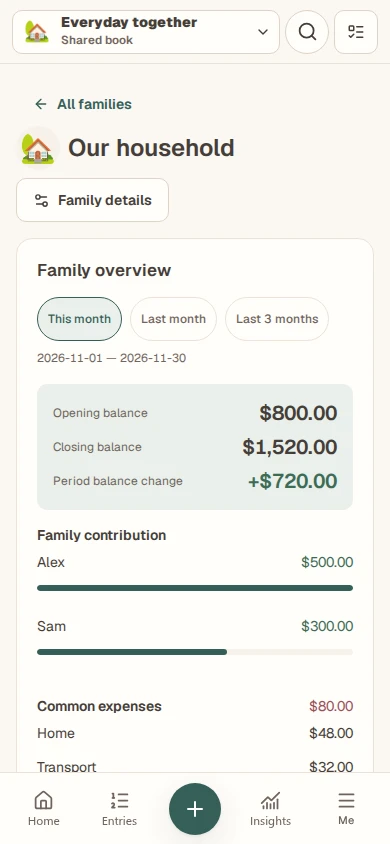 Everyday together
Shared book
All families
Our household
Family details
Family overview
This month
Last month
Last 3 months
2026-11-01 — 2026-11-30
Opening balance $800.00
Closing balance $1,520.00
Period balance change +$720.00
Family contribution
Alex $500.00
Sam $300.00
Common expenses $80.00
Home $48.00
Transport $32.00
Home
Entries
Insights
Me